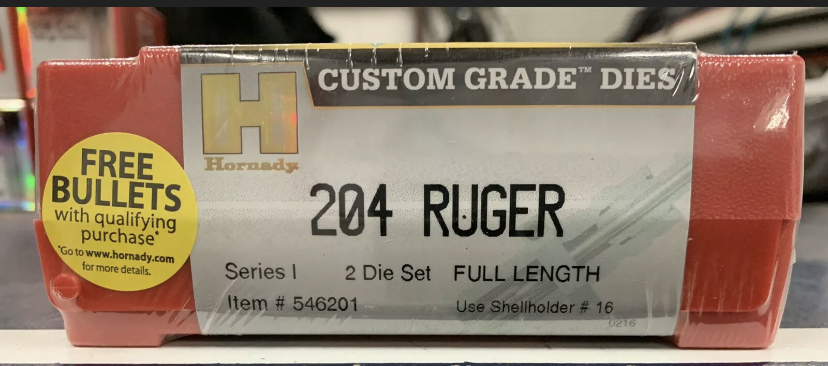 CUSTOM GRADE™ DIES
H
Hornady
FREE
BULLETS
with qualifying
purchase*
*Go to www.hornady.com
for more details.
204 RUGER
Series I 2 Die Set FULL LENGTH
Item # 546201 Use Shellholder # 16
0216